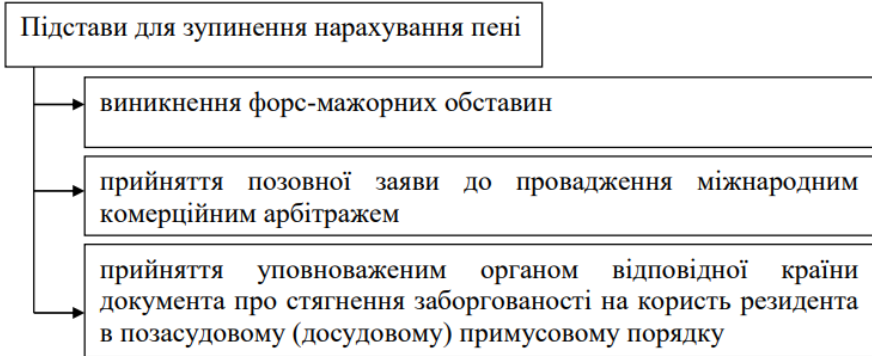 Підстави для зупинення нарахування пені
виникнення форс-мажорних обставин
прийняття позовної заяви до провадження міжнародним
комерційним арбітражем
прийняття уповноваженим органом відповідної країни
документа про стягнення заборгованості на користь резидента
в позасудовому (досудовому) примусовому порядку